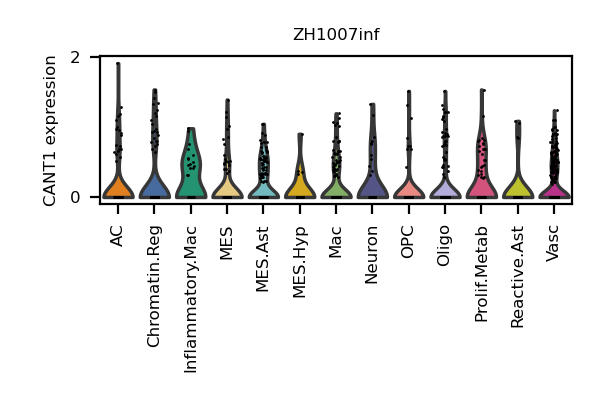 ZH1007inf
CANT1 expression
2
0
AC
Chromatin.Reg
Inflammatory.Mac
MES
MES.Ast
MES.Hyp
Mac
Neuron
OPC
Oligo
Prolif.Metab
Reactive.Ast
Vasc